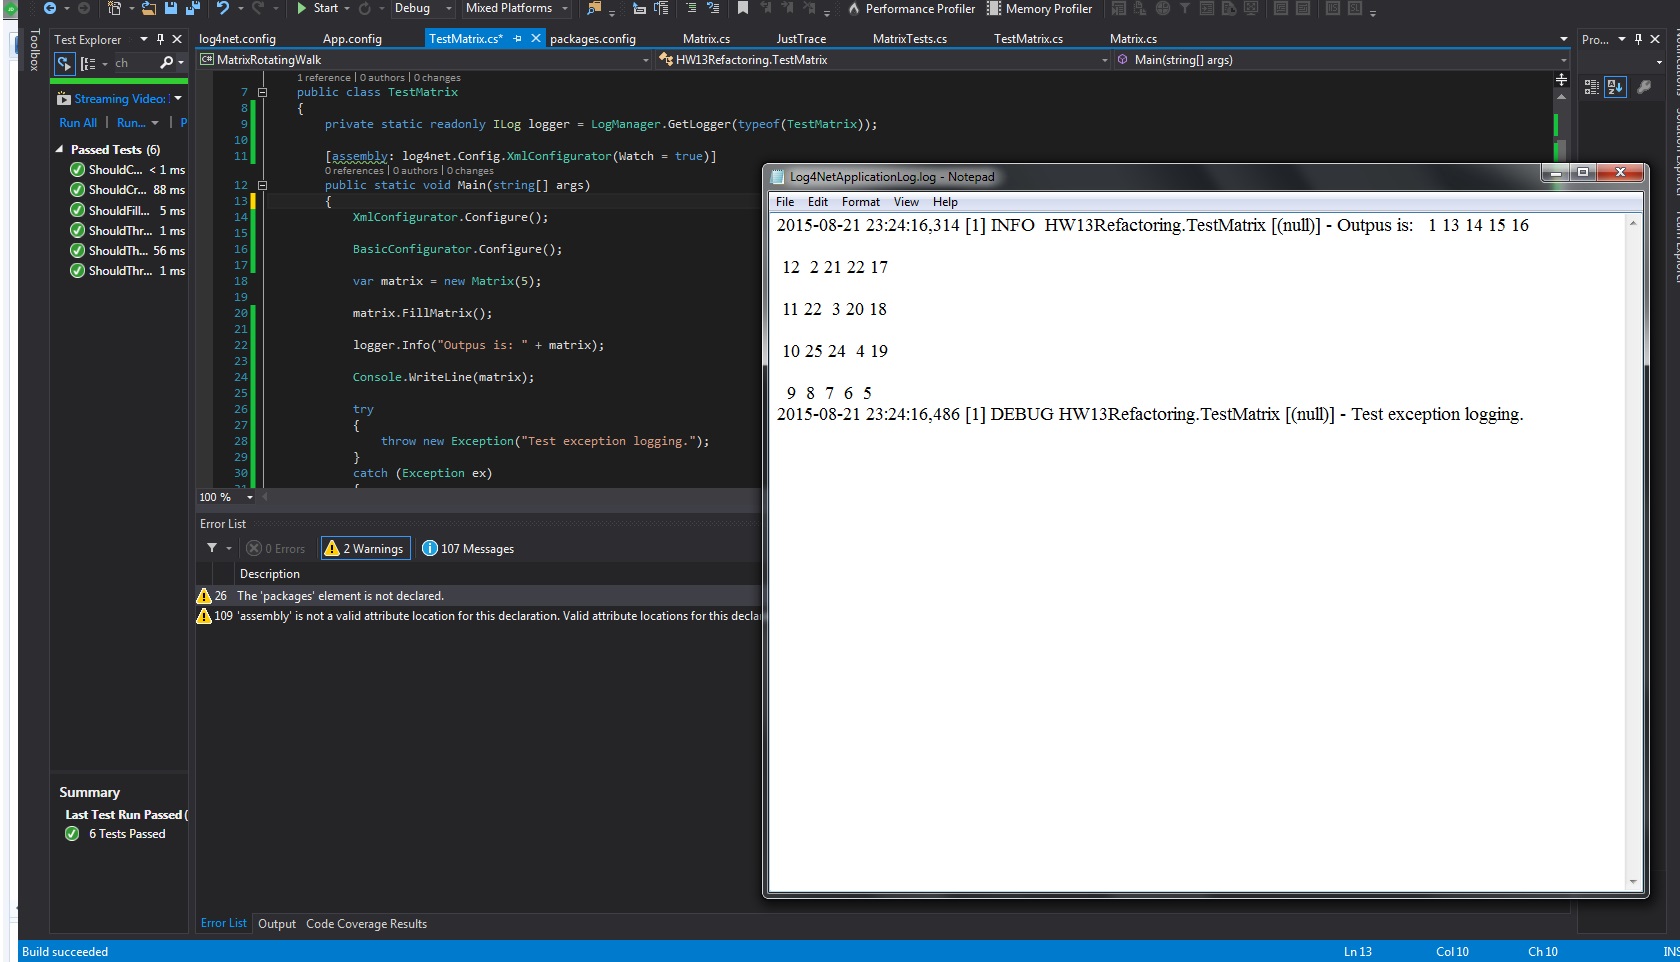 Start
Debug
Mixed Platforms
Performance Profiler
Memory Profiler
Toolbox
Test Explorer
ch
Streaming Video:
Run All | Run... | P
Passed Tests (6)
ShouldC... < 1 ms
ShouldCr... 88 ms
ShouldFill... 5 ms
ShouldThr... 1 ms
ShouldTh... 56 ms
ShouldThr... 1 ms
Summary
Last Test Run Passed (
6 Tests Passed
log4net.config App.config TestMatrix.cs* packages.config Matrix.cs JustTrace MatrixTests.cs TestMatrix.cs Matrix.cs
MatrixRotatingWalk HW13Refactoring.TestMatrix Main(string[] args)
1 reference | 0 authors | 0 changes
7 public class TestMatrix
8 {
9 private static readonly ILog logger = LogManager.GetLogger(typeof(TestMatrix));
10
11 [assembly: log4net.Config.XmlConfigurator(Watch = true)]
0 references | 0 authors | 0 changes
12 public static void Main(string[] args)
13 {
14 XmlConfigurator.Configure();
15
16 BasicConfigurator.Configure();
17
18 var matrix = new Matrix(5);
19
20 matrix.FillMatrix();
21
22 logger.Info("Outpus is: " + matrix);
23
24 Console.WriteLine(matrix);
25
26 try
27 {
28 throw new Exception("Test exception logging.");
29 }
30 catch (Exception ex)
100 %
Error List
0 Errors 2 Warnings 107 Messages
Description
26 The 'packages' element is not declared.
109 'assembly' is not a valid attribute location for this declaration. Valid attribute locations for this decla
Error List Output Code Coverage Results
Log4NetApplicationLog.log - Notepad
File Edit Format View Help
2015-08-21 23:24:16,314 [1] INFO HW13Refactoring.TestMatrix [(null)] - Outpus is: 1 13 14 15 16
12 2 21 22 17
11 22 3 20 18
10 25 24 4 19
9 8 7 6 5
2015-08-21 23:24:16,486 [1] DEBUG HW13Refactoring.TestMatrix [(null)] - Test exception logging.
Pro...
Build succeeded
Ln 13 Col 10 Ch 10 INS